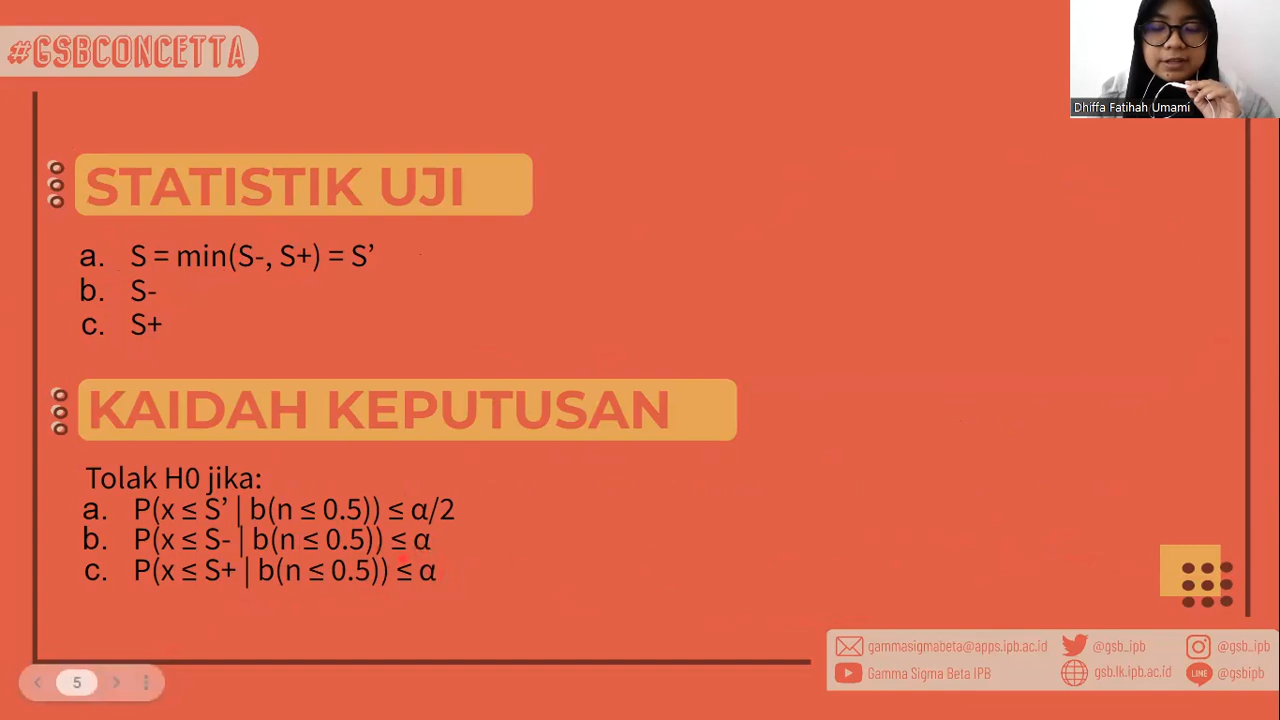 #GSBCONCETTA
Dhiffa Fatihah Umami
STATISTIK UJI
a. S = min(S-, S+) = S’
b. S-
c. S+
KAIDAH KEPUTUSAN
Tolak H0 jika:
a. P(x ≤ S’ | b(n ≤ 0.5)) ≤ α/2
b. P(x ≤ S- | b(n ≤ 0.5)) ≤ α
c. P(x ≤ S+ | b(n ≤ 0.5)) ≤ α
gammasigmabeta@apps.ipb.ac.id @gsb_ipb @gsb_ipb
Gamma Sigma Beta IPB gsb.lk.ipb.ac.id LINE @gsbipb
5